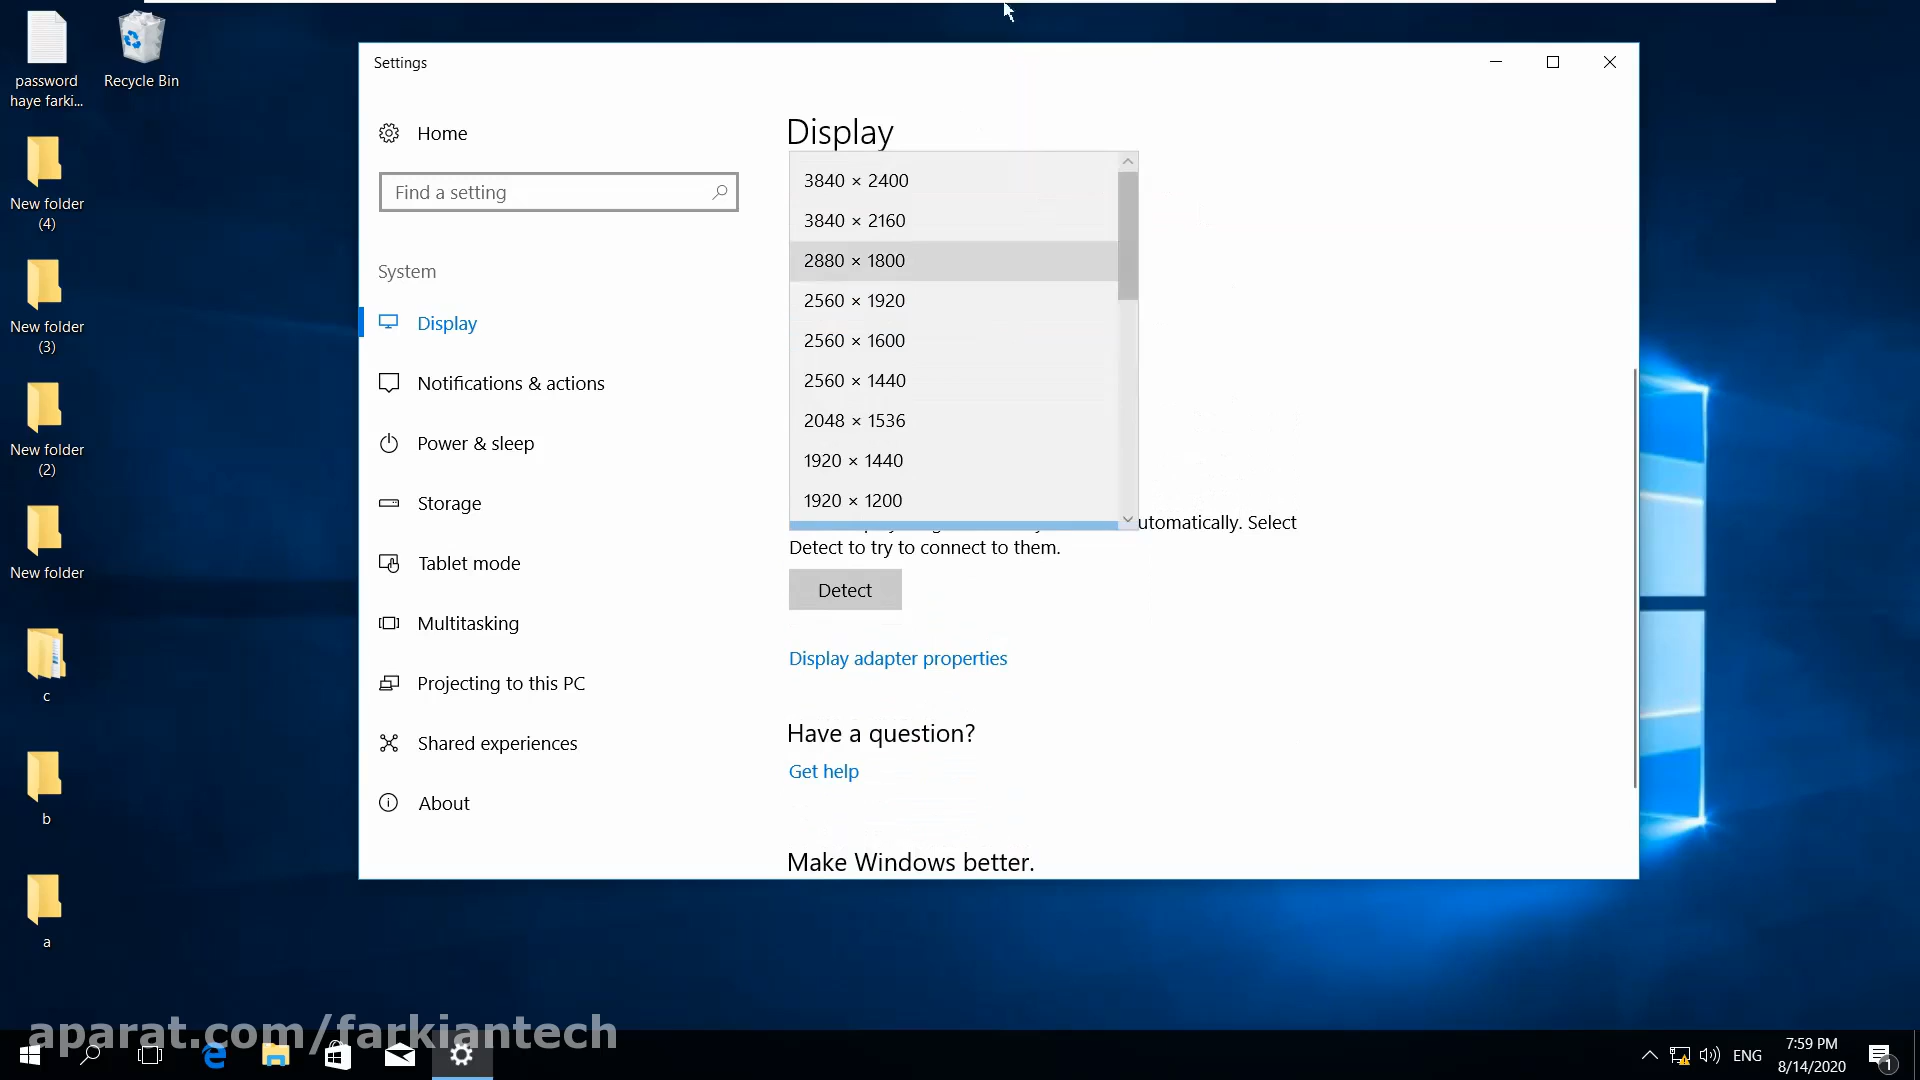 password
haye farki...
Recycle Bin
New folder
(4)
New folder
(3)
New folder
(2)
New folder
c
b
a
Settings
Home
Find a setting
System
Display
Notifications & actions
Power & sleep
Storage
Tablet mode
Multitasking
Projecting to this PC
Shared experiences
About
Display
3840 × 2400
3840 × 2160
2880 × 1800
2560 × 1920
2560 × 1600
2560 × 1440
2048 × 1536
1920 × 1440
1920 × 1200
utomatically. Select
Detect to try to connect to them.
Detect
Display adapter properties
Have a question?
Get help
Make Windows better.
aparat.com/farkiantech
ENG
7:59 PM
8/14/2020
1